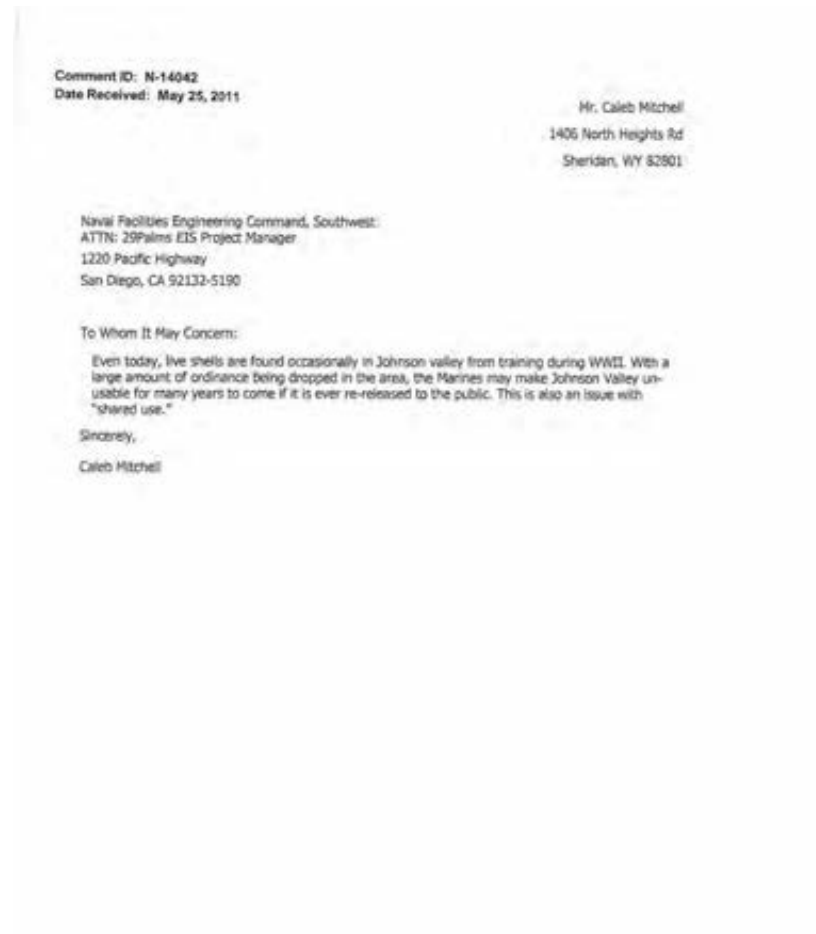 Comment ID: N-14042
Date Received: May 25, 2011
Mr. Caleb Mitchell
1406 North Heights Rd
Sheridan, WY 82801
Naval Facilities Engineering Command, Southwest
ATTN: 29Palms EIS Project Manager
1220 Pacific Highway
San Diego, CA 92132-5190
To Whom It May Concern:
Even today, live shells are found occasionally in Johnson valley from training during WWII. With a
large amount of ordinance being dropped in the area, the Marines may make Johnson Valley un-
usable for many years to come if it is ever re-released to the public. This is also an issue with
"shared use."
Sincerely,
Caleb Mitchell